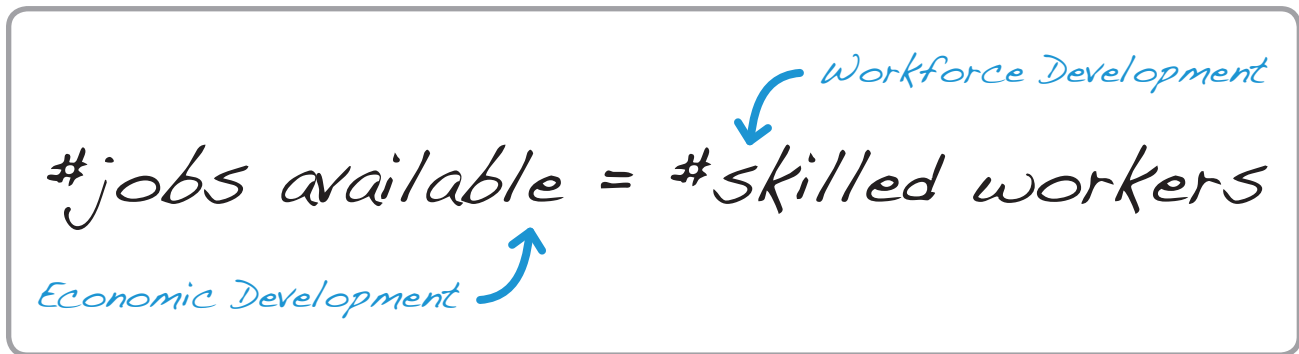 Workforce Development
#jobs available = #skilled workers
Economic Development